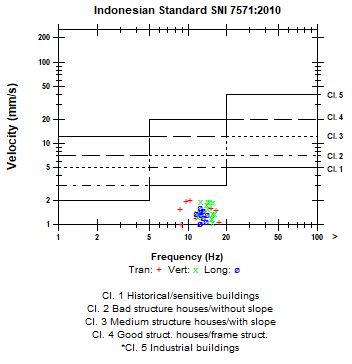 Indonesian Standard SNI 7571:2010
Velocity (mm/s)
200
100
50
20
10
5
2
1
Cl. 5
Cl. 4
Cl. 3
Cl. 2
Cl. 1
1 2 5 10 20 50 100 >
Frequency (Hz)
Tran: + Vert: x Long: ø
Cl. 1 Historical/sensitive buildings
Cl. 2 Bad structure houses/without slope
Cl. 3 Medium structure houses/with slope
Cl. 4 Good struct. houses/frame struct.
*Cl. 5 Industrial buildings